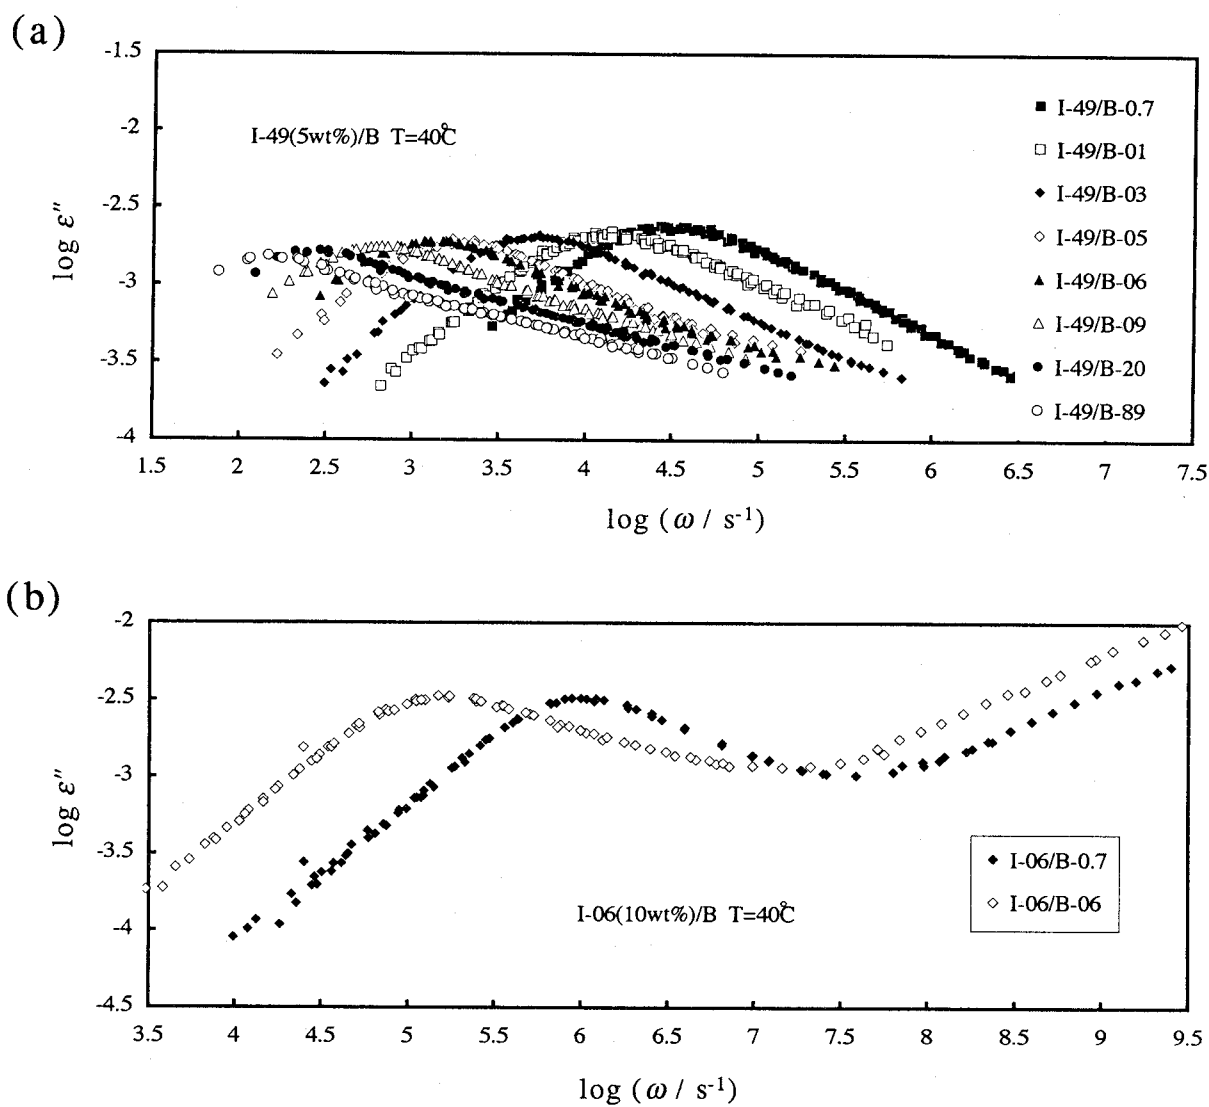 (a)
-1.5
-2
-2.5
-3
-3.5
-4
log ε″
I-49(5wt%)/B T=40℃
I-49/B-0.7
I-49/B-01
I-49/B-03
I-49/B-05
I-49/B-06
I-49/B-09
I-49/B-20
I-49/B-89
1.5 2 2.5 3 3.5 4 4.5 5 5.5 6 6.5 7 7.5
log (ω / s⁻¹)
(b)
-2
-2.5
-3
-3.5
-4
-4.5
log ε″
I-06/B-0.7
I-06/B-06
I-06(10wt%)/B T=40℃
3.5 4 4.5 5 5.5 6 6.5 7 7.5 8 8.5 9 9.5
log (ω / s⁻¹)